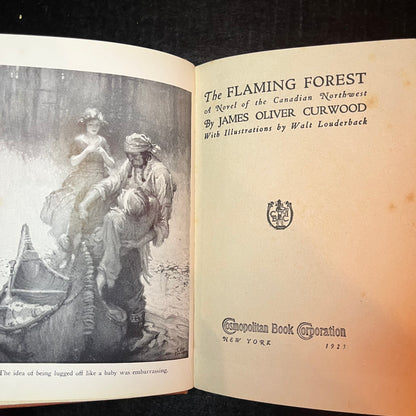 The idea of being lugged off like a baby was embarrassing.
The FLAMING FOREST
A Novel of the Canadian Northwest
By JAMES OLIVER CURWOOD
With Illustrations by Walt Louderback
Cosmopolitan Book Corporation
NEW YORK 1923